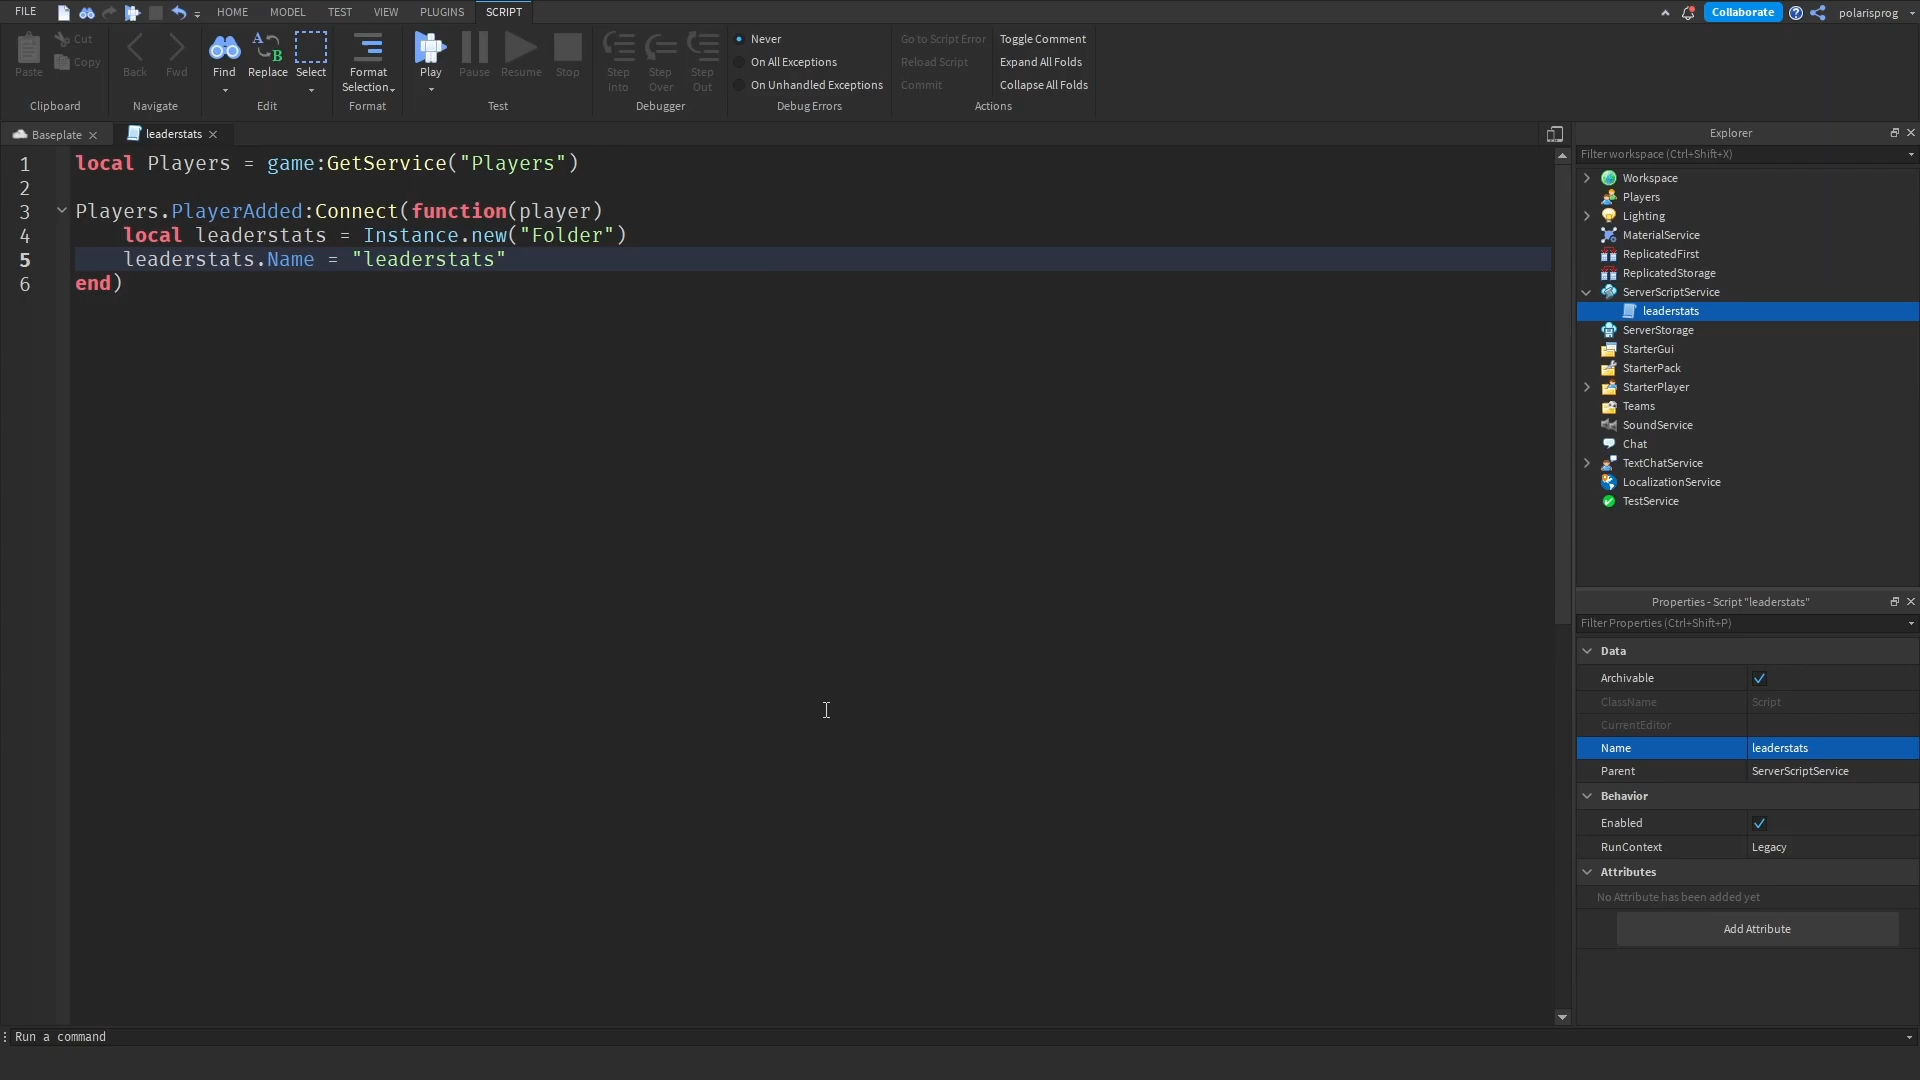 FILE HOME MODEL TEST VIEW PLUGINS SCRIPT Collaborate polarisprog
Paste Cut Copy Back Fwd Find Replace Select Format Selection Play Pause Resume Stop Step Into Step Over Step Out
Never
On All Exceptions
On Unhandled Exceptions
Go to Script Error
Reload Script
Commit
Toggle Comment
Expand All Folds
Collapse All Folds
Clipboard Navigate Edit Format Test Debugger Debug Errors Actions
Baseplate leaderstats
1 local Players = game:GetService("Players")
2
3 Players.PlayerAdded:Connect(function(player)
4 local leaderstats = Instance.new("Folder")
5 leaderstats.Name = "leaderstats"
6 end)
Explorer
Filter workspace (Ctrl+Shift+X)
Workspace
Players
Lighting
MaterialService
ReplicatedFirst
ReplicatedStorage
ServerScriptService
leaderstats
ServerStorage
StarterGui
StarterPack
StarterPlayer
Teams
SoundService
Chat
TextChatService
LocalizationService
TestService
Properties - Script "leaderstats"
Filter Properties (Ctrl+Shift+P)
Data
Archivable
ClassName Script
CurrentEditor
Name leaderstats
Parent ServerScriptService
Behavior
Enabled
RunContext Legacy
Attributes
No Attribute has been added yet
Add Attribute
Run a command